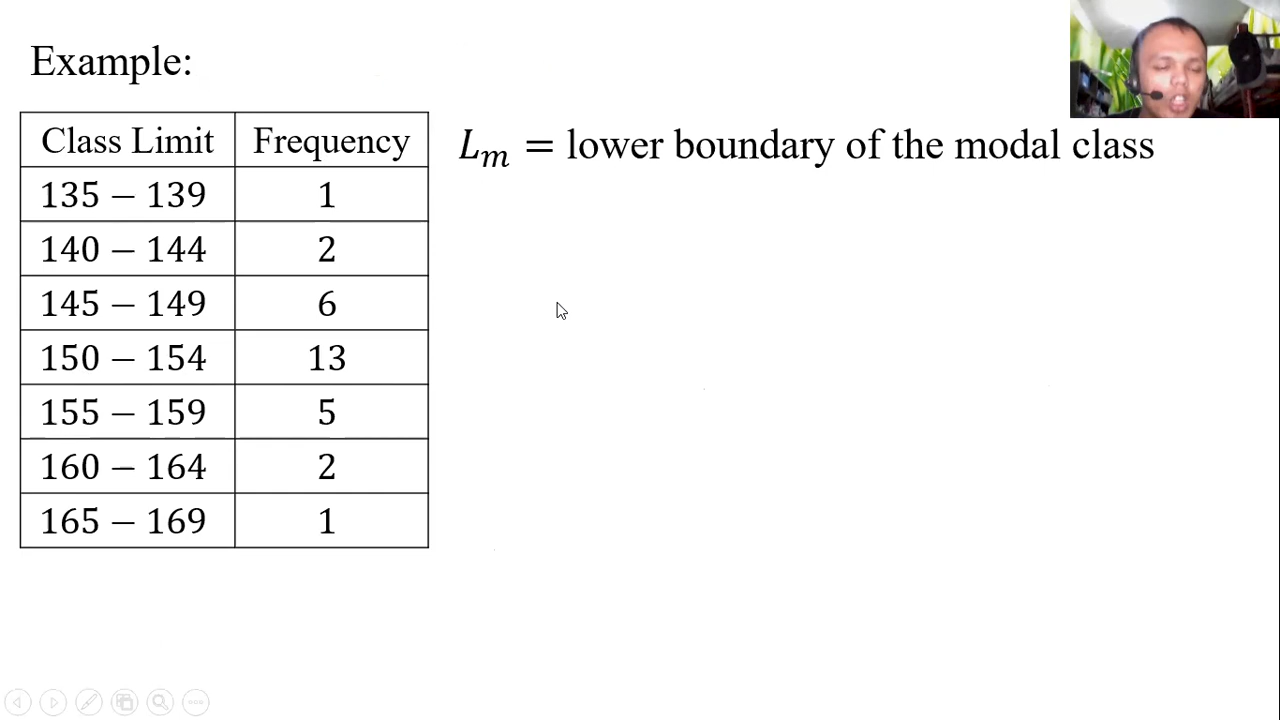 Example:
Class Limit Frequency
135 − 139 1
140 − 144 2
145 − 149 6
150 − 154 13
155 − 159 5
160 − 164 2
165 − 169 1
L_m = lower boundary of the modal class